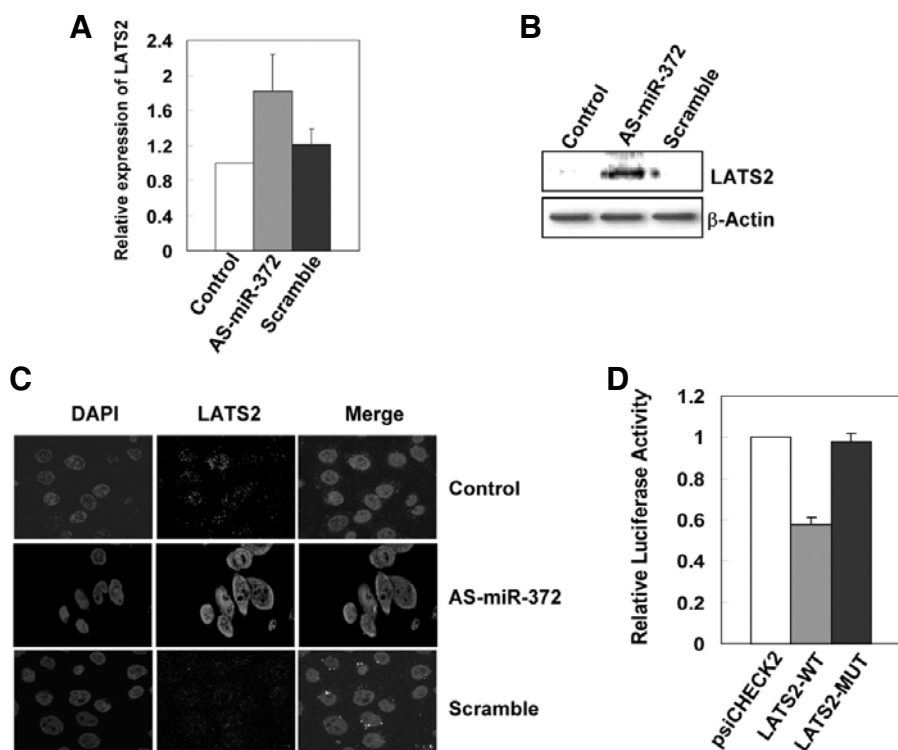 A
Relative expression of LATS2
2.4
2
1.6
1.2
0.8
0.4
0
Control
AS-miR-372
Scramble
B
Control
AS-miR-372
Scramble
LATS2
β-Actin
C
DAPI
LATS2
Merge
Control
AS-miR-372
Scramble
D
Relative Luciferase Activity
1.2
1
0.8
0.6
0.4
0.2
0
psiCHECK2
LATS2-WT
LATS2-MUT